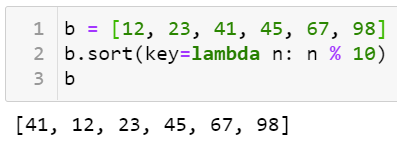 1 b = [12, 23, 41, 45, 67, 98]
2 b.sort(key=lambda n: n % 10)
3 b
[41, 12, 23, 45, 67, 98]